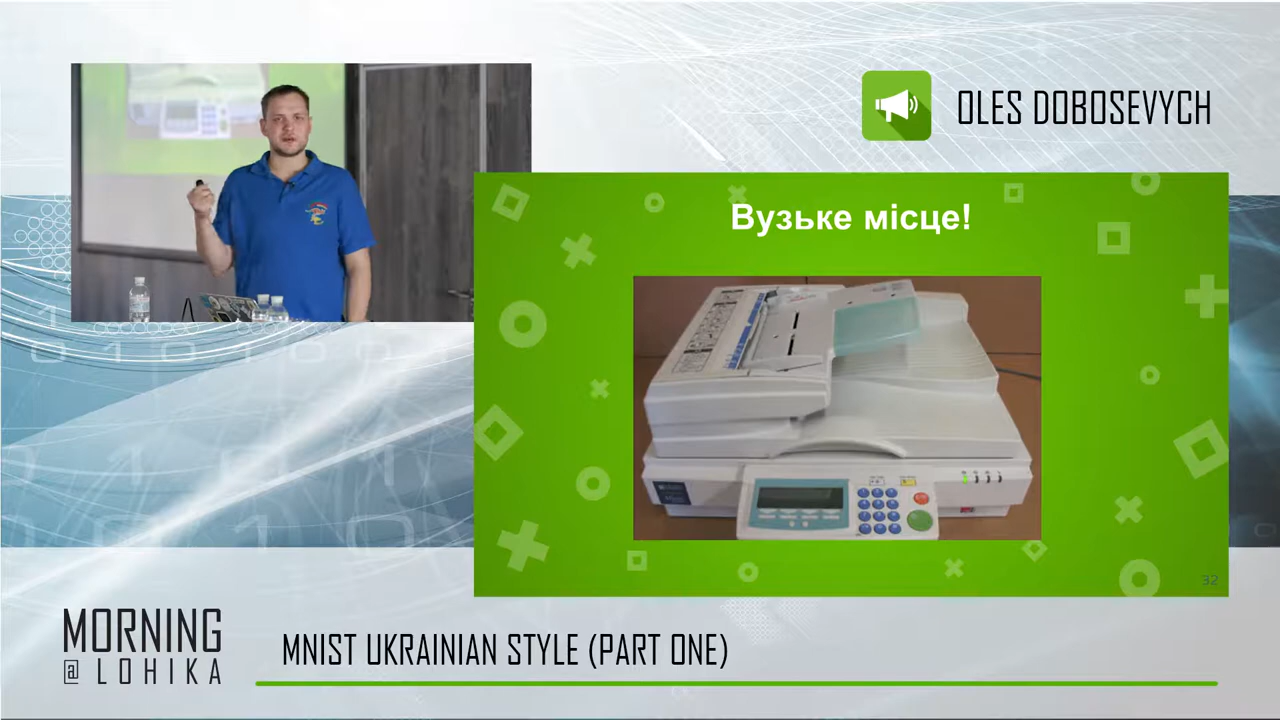 OLES DOBOSEVYCH
Вузьке місце!
32
MORNING
@ LOHIKA
MNIST UKRAINIAN STYLE (PART ONE)